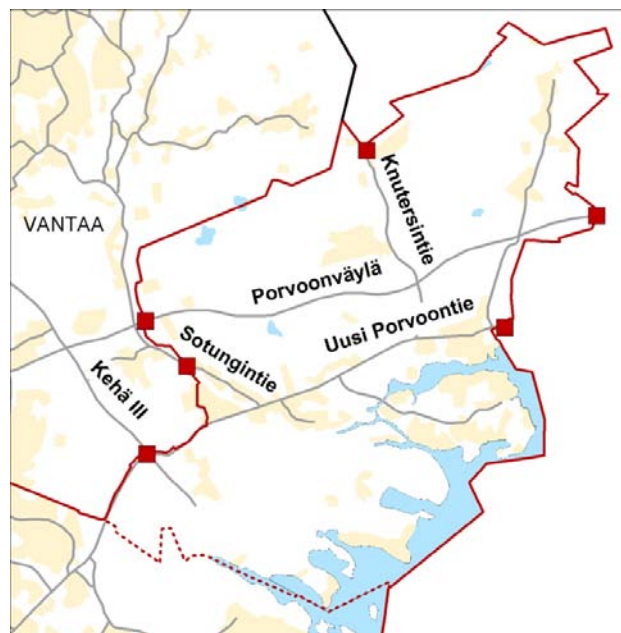 Knutersintie
VANTAA
Porvoonväylä
Uusi Porvoontie
Sotungintie
Kehä III